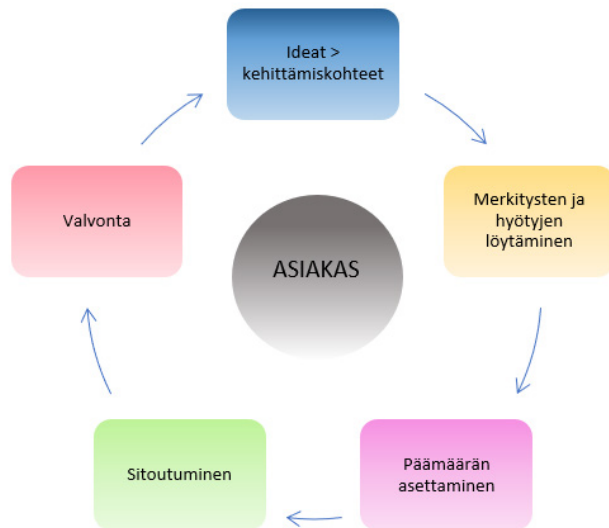 Ideat >
kehittämiskohteet
Merkitysten ja
hyötyjen
löytäminen
Päämäärän
asettaminen
Sitoutuminen
Valvonta
ASIAKAS